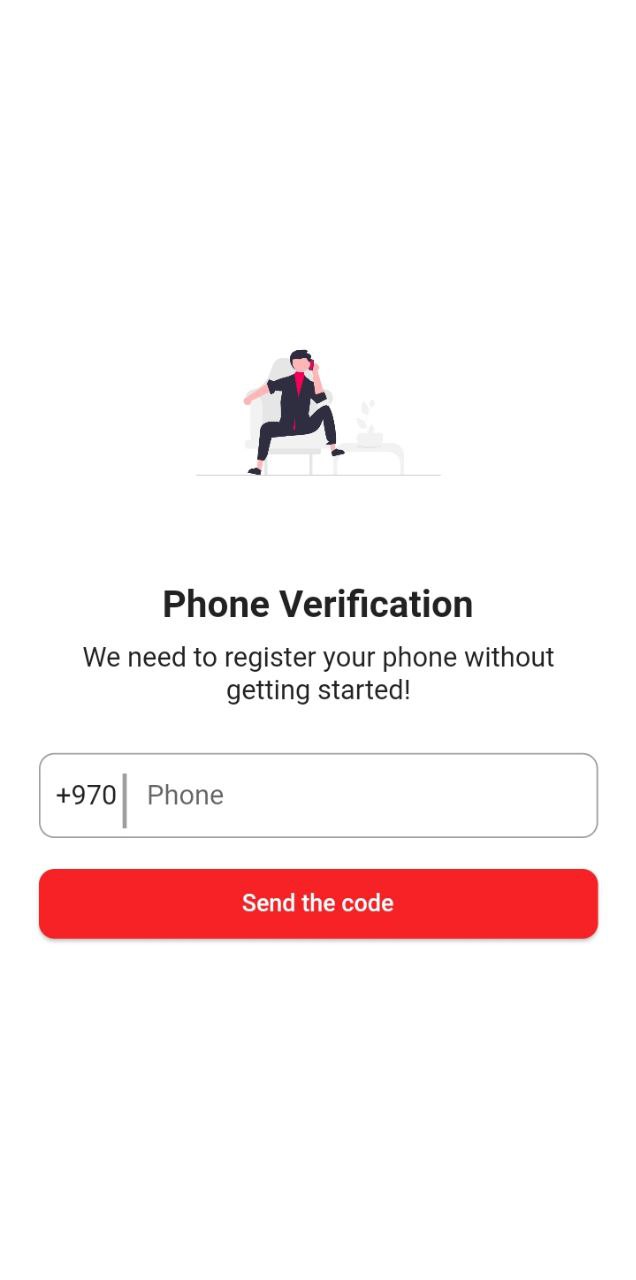 Phone Verification
We need to register your phone without
getting started!
+970 Phone
Send the code